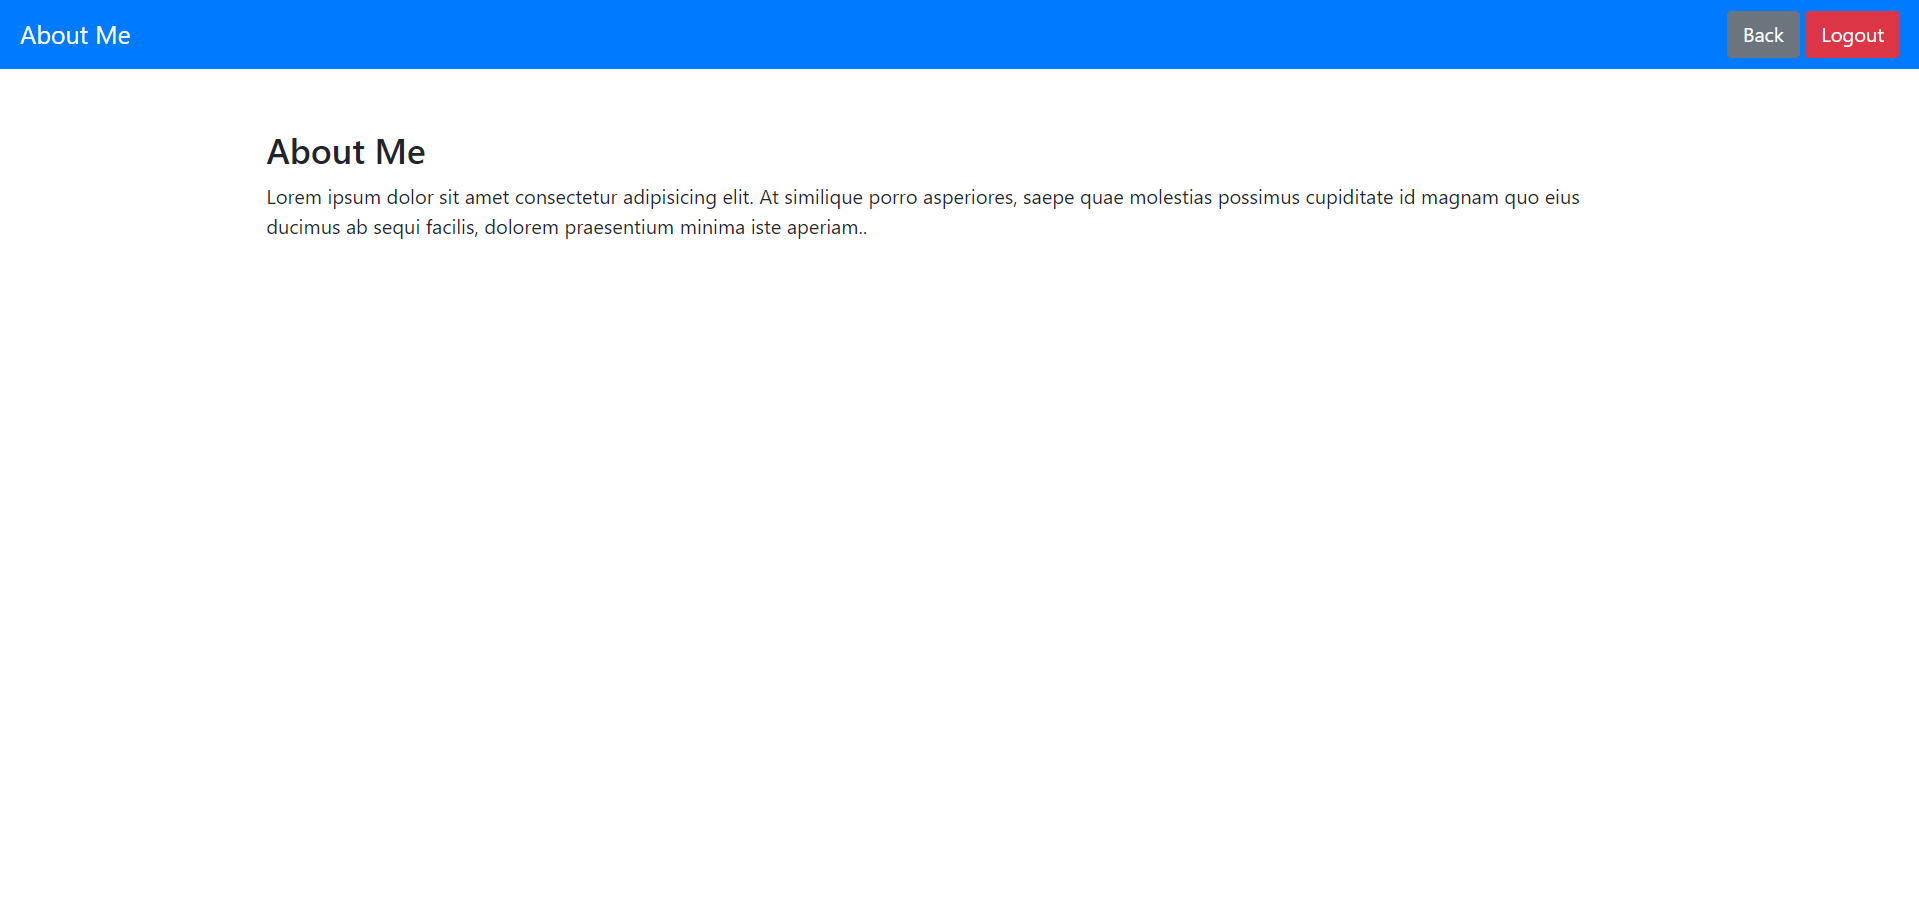 About Me
Back
Logout
About Me
Lorem ipsum dolor sit amet consectetur adipisicing elit. At similique porro asperiores, saepe quae molestias possimus cupiditate id magnam quo eius
ducimus ab sequi facilis, dolorem praesentium minima iste aperiam..